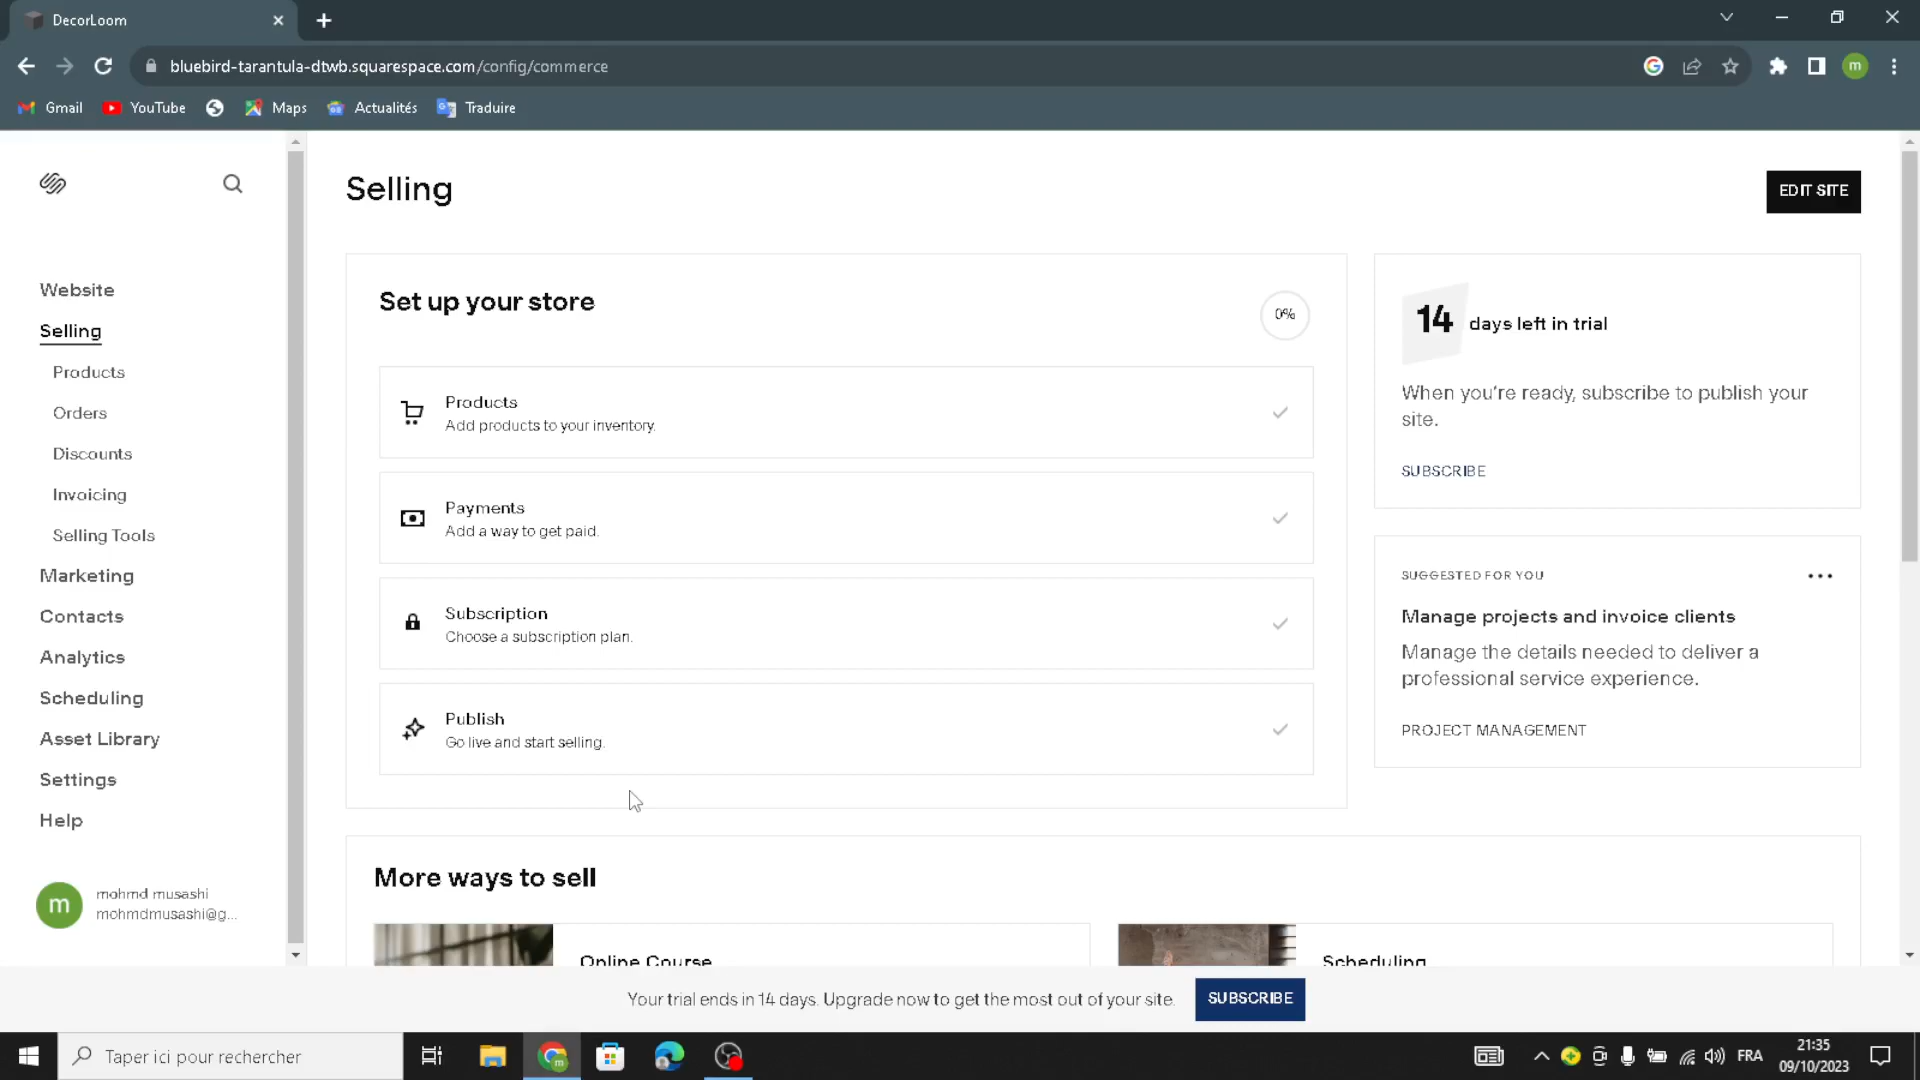 DecorLoom
bluebird-tarantula-dtwb.squarespace.com/config/commerce
m
Gmail
YouTube
Maps
Actualités
Traduire
Website
Selling
Products
Orders
Discounts
Invoicing
Selling Tools
Marketing
Contacts
Analytics
Scheduling
Asset Library
Settings
Help
m
mohmd musashi
mohmdmusashi@g...
Selling
EDIT SITE
Set up your store
0%
Products
Add products to your inventory.
Payments
Add a way to get paid.
Subscription
Choose a subscription plan.
Publish
Go live and start selling.
14 days left in trial
When you're ready, subscribe to publish your
site.
SUBSCRIBE
SUGGESTED FOR YOU
Manage projects and invoice clients
Manage the details needed to deliver a
professional service experience.
PROJECT MANAGEMENT
More ways to sell
Online Course
Scheduling
Your trial ends in 14 days. Upgrade now to get the most out of your site.
SUBSCRIBE
Taper ici pour rechercher
FRA
21:35
09/10/2023